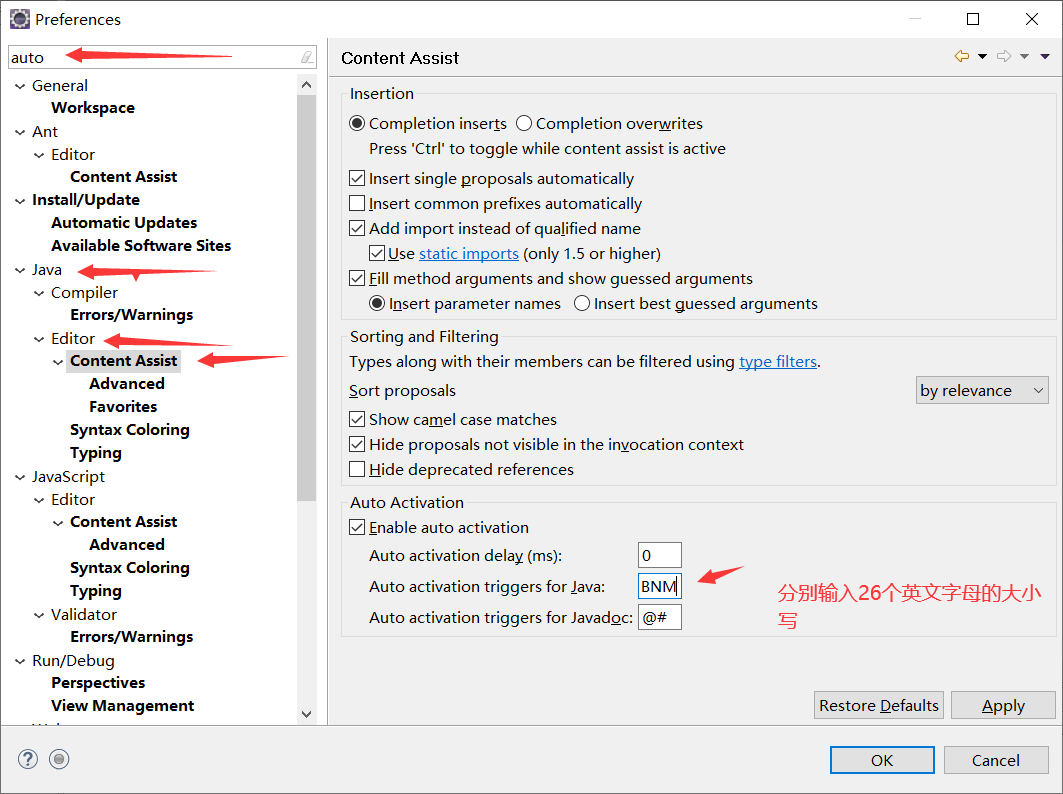 Preferences
auto
General
Workspace
Ant
Editor
Content Assist
Install/Update
Automatic Updates
Available Software Sites
Java
Compiler
Errors/Warnings
Editor
Content Assist
Advanced
Favorites
Syntax Coloring
Typing
JavaScript
Editor
Content Assist
Advanced
Syntax Coloring
Typing
Validator
Errors/Warnings
Run/Debug
Perspectives
View Management
Content Assist
Insertion
Completion inserts Completion overwrites
Press 'Ctrl' to toggle while content assist is active
Insert single proposals automatically
Insert common prefixes automatically
Add import instead of qualified name
Use static imports (only 1.5 or higher)
Fill method arguments and show guessed arguments
Insert parameter names Insert best guessed arguments
Sorting and Filtering
Types along with their members can be filtered using type filters.
Sort proposals by relevance
Show camel case matches
Hide proposals not visible in the invocation context
Hide deprecated references
Auto Activation
Enable auto activation
Auto activation delay (ms): 0
Auto activation triggers for Java: BNM
Auto activation triggers for Javadoc: @#
分别输入26个英文字母的大小
写
Restore Defaults Apply
OK Cancel